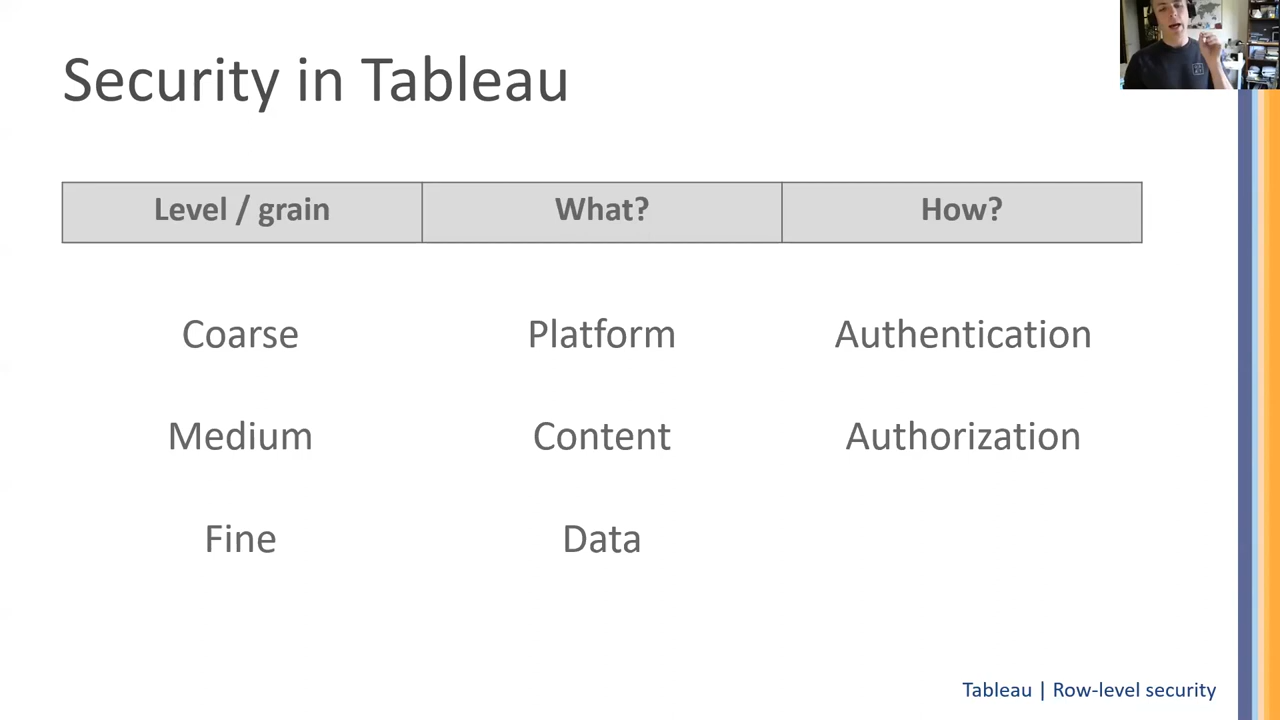 Security in Tableau
Level / grain What? How?
Coarse Platform Authentication
Medium Content Authorization
Fine Data
Tableau | Row-level security